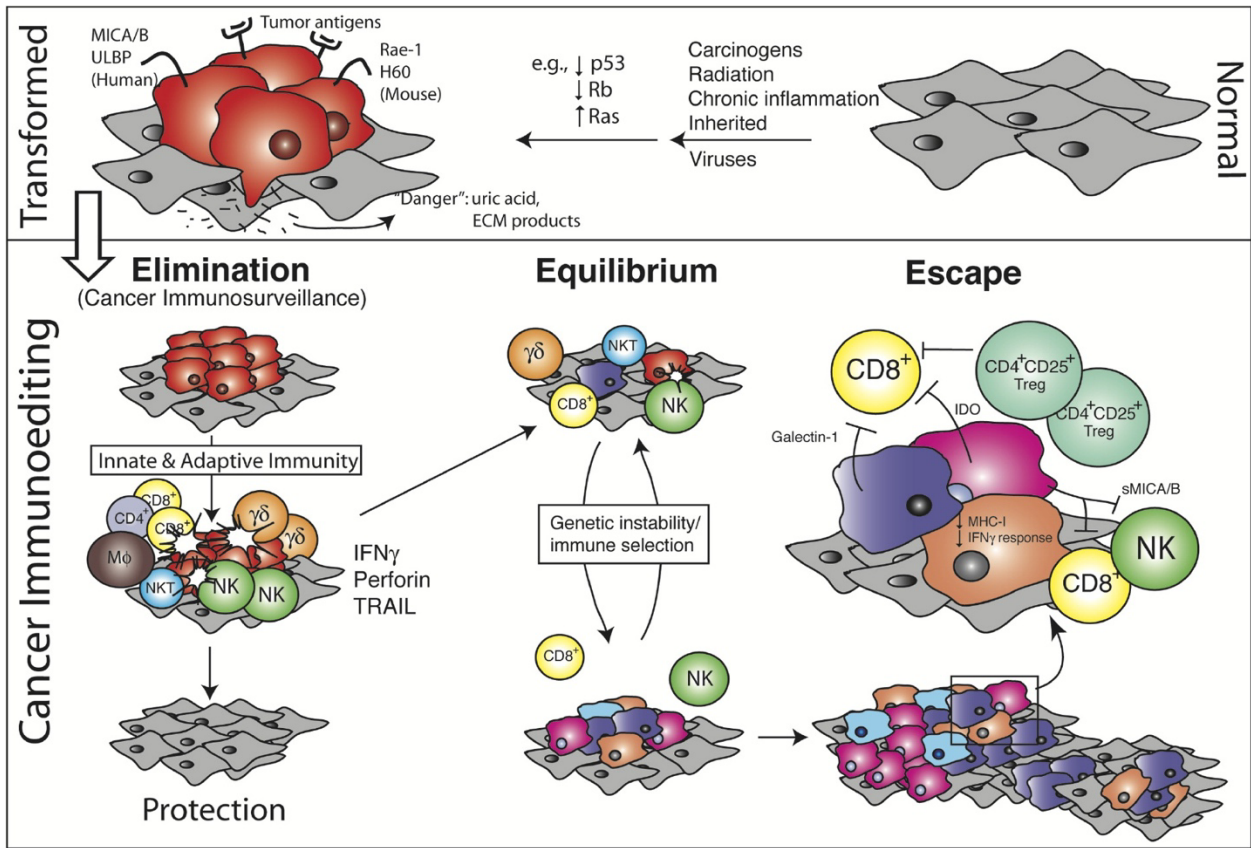 Transformed
MICA/B
ULBP
(Human)
Tumor antigens
Rae-1
H60
(Mouse)
"Danger": uric acid,
ECM products
e.g., ↓ p53
↓ Rb
↑ Ras
Carcinogens
Radiation
Chronic inflammation
Inherited
Viruses
Normal
Cancer Immunoediting
Elimination
(Cancer Immunosurveillance)
Innate & Adaptive Immunity
CD8+
CD4+
CD8+
γδ
γδ
Mφ
NKT
NK
NK
IFNγ
Perforin
TRAIL
Protection
Equilibrium
γδ
NKT
CD8+
NK
Genetic instability/
immune selection
CD8+
NK
Escape
CD8+
CD4+CD25+
Treg
CD4+CD25+
Treg
IDO
Galectin-1
sMICA/B
↓ MHC-I
↓ IFNγ response
NK
CD8+